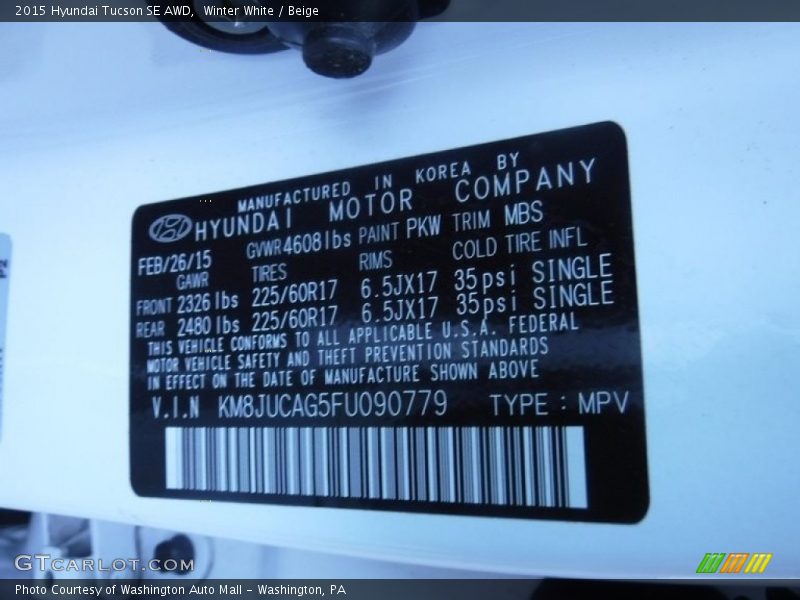 2015 Hyundai Tucson SE AWD, Winter White / Beige
MANUFACTURED IN KOREA BY
HYUNDAI MOTOR COMPANY
FEB/26/15 GVWR 4608 lbs PAINT PKW TRIM MBS
GAWR TIRES RIMS COLD TIRE INFL
FRONT 2326 lbs 225/60R17 6.5JX17 35psi SINGLE
REAR 2480 lbs 225/60R17 6.5JX17 35psi SINGLE
THIS VEHICLE CONFORMS TO ALL APPLICABLE U.S.A. FEDERAL
MOTOR VEHICLE SAFETY AND THEFT PREVENTION STANDARDS
IN EFFECT ON THE DATE OF MANUFACTURE SHOWN ABOVE
V.I.N KM8JUCAG5FU090779 TYPE : MPV
GTCARLOT.COM
Photo Courtesy of Washington Auto Mall - Washington, PA